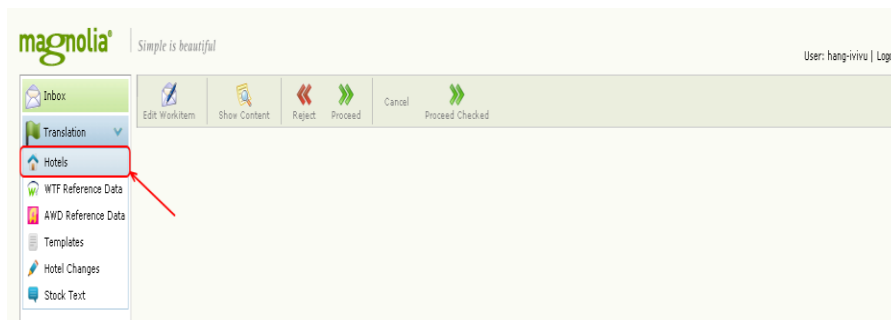 magnolia®
Simple is beautiful
User: hang-ivivu |
Inbox
Translation
Hotels
WTF Reference Data
AWD Reference Data
Templates
Hotel Changes
Stock Text
Edit Workitem
Show Content
Reject
Proceed
Cancel
Proceed Checked